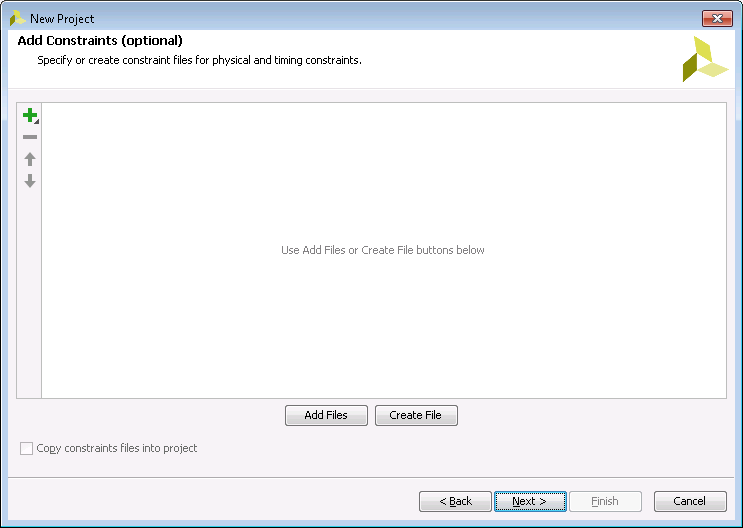 New Project
Add Constraints (optional)
Specify or create constraint files for physical and timing constraints.
Use Add Files or Create File buttons below
Add Files
Create File
Copy constraints files into project
< Back
Next >
Finish
Cancel